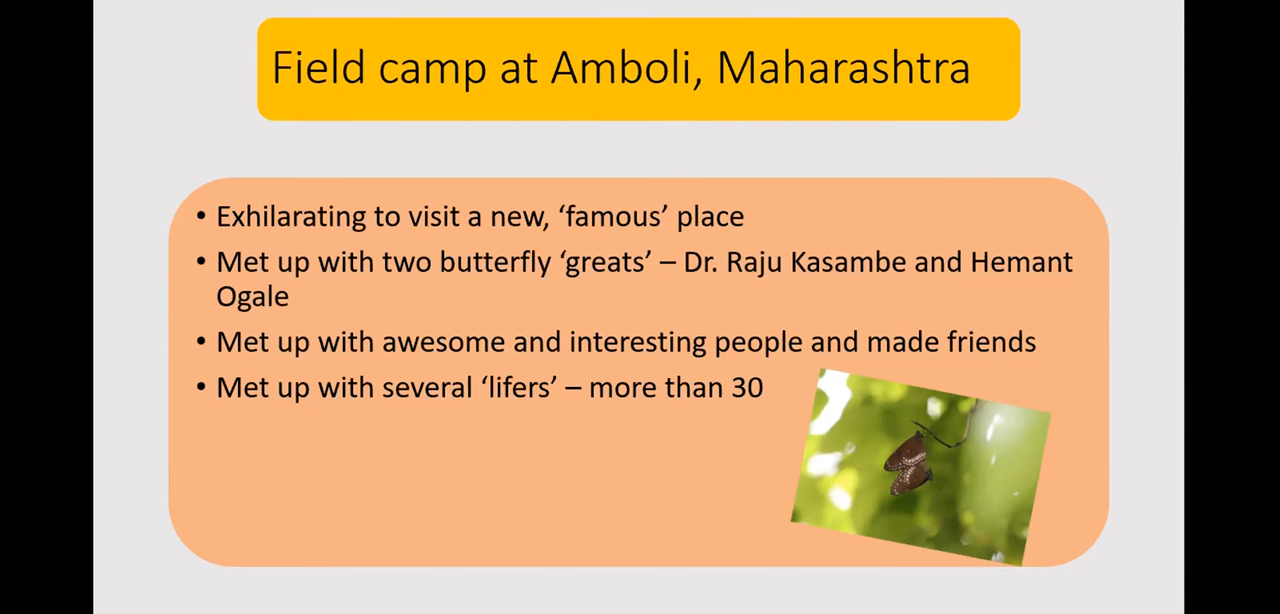 Field camp at Amboli, Maharashtra
• Exhilarating to visit a new, ‘famous’ place
• Met up with two butterfly ‘greats’ – Dr. Raju Kasambe and Hemant
Ogale
• Met up with awesome and interesting people and made friends
• Met up with several ‘lifers’ – more than 30